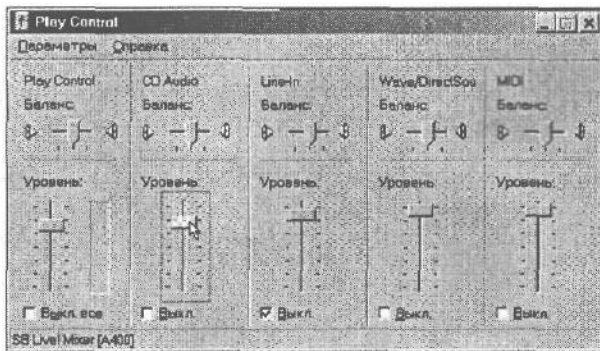 Play Control
Параметры Справка
Play Control CD Audio Line-In Wave/DirectSou MIDI
Баланс: Баланс: Баланс: Баланс: Баланс:
Уровень: Уровень: Уровень: Уровень: Уровень:
Выкл. все Выкл. Выкл. Выкл. Выкл.
SB Live! Mixer [A400]